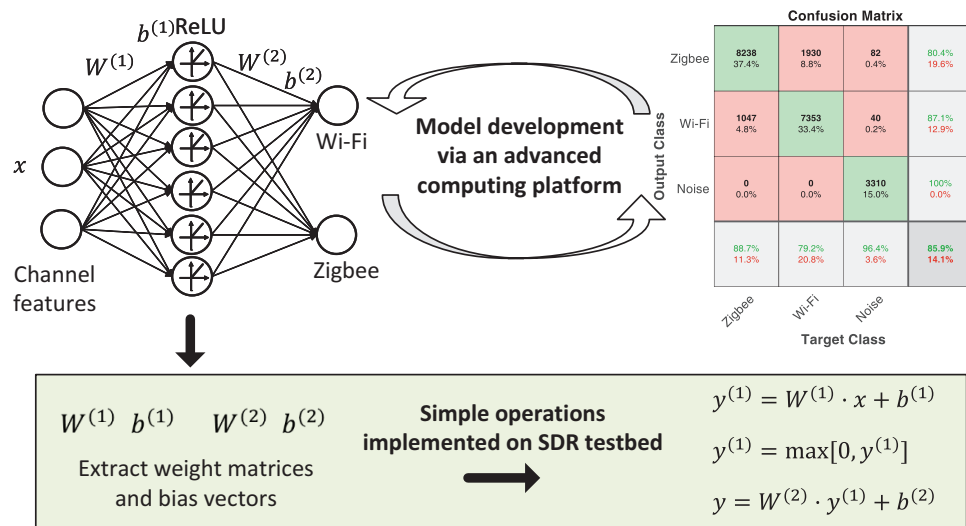 b^(1) ReLU
W^(1)
W^(2)
b^(2)
x
Wi-Fi
Zigbee
Channel
features
Model development
via an advanced
computing platform
Confusion Matrix
Output Class
Zigbee
8238 1930 82 80.4%
37.4% 8.8% 0.4% 19.6%
Wi-Fi
1047 7353 40 87.1%
4.8% 33.4% 0.2% 12.9%
Noise
0 0 3310 100%
0.0% 0.0% 15.0% 0.0%
88.7% 79.2% 96.4% 85.9%
11.3% 20.8% 3.6% 14.1%
Zigbee Wi-Fi Noise
Target Class
W^(1) b^(1) W^(2) b^(2)
Extract weight matrices
and bias vectors
Simple operations
implemented on SDR testbed
y^(1) = W^(1) · x + b^(1)
y^(1) = max[0, y^(1)]
y = W^(2) · y^(1) + b^(2)